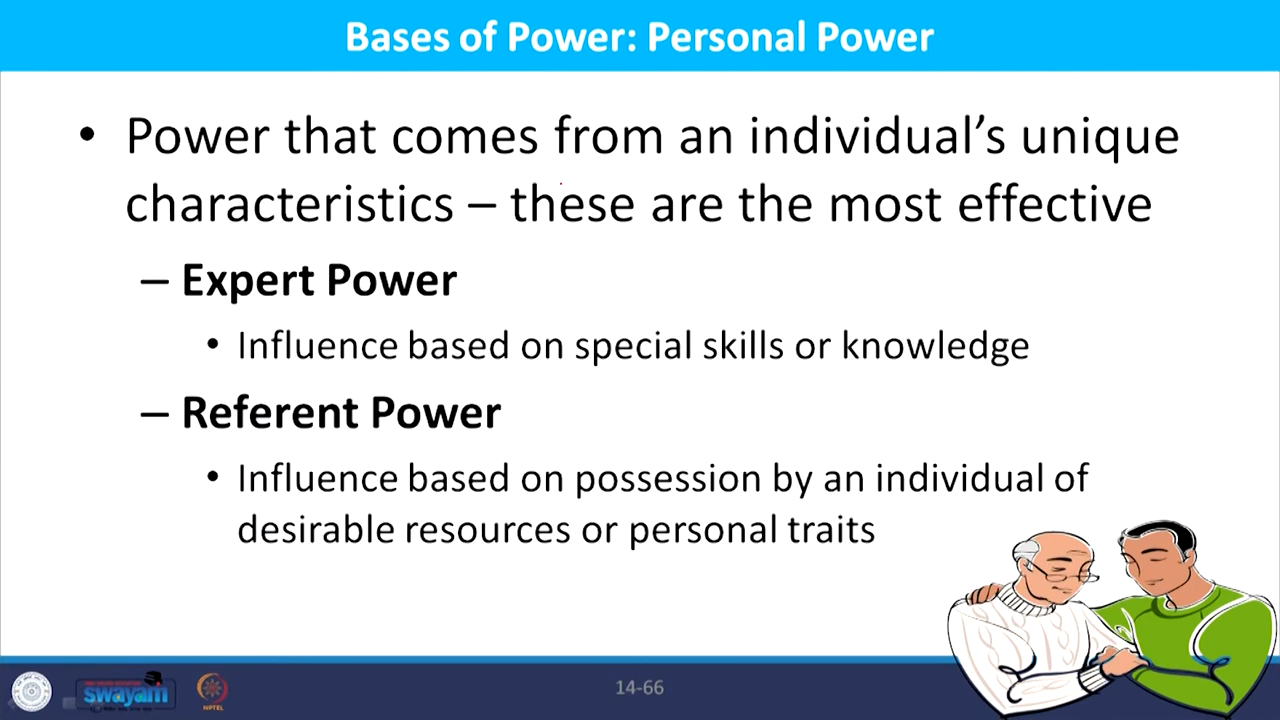 Bases of Power: Personal Power
• Power that comes from an individual’s unique
characteristics – these are the most effective
– Expert Power
• Influence based on special skills or knowledge
– Referent Power
• Influence based on possession by an individual of
desirable resources or personal traits
swayam
NPTEL
14-66